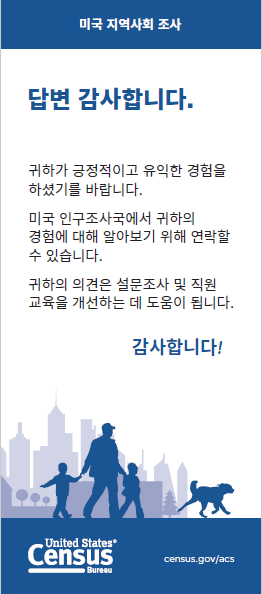 미국 지역사회 조사
답변 감사합니다.
귀하가 긍정적이고 유익한 경험을
하셨기를 바랍니다.
미국 인구조사국에서 귀하의
경험에 대해 알아보기 위해 연락할
수 있습니다.
귀하의 의견은 설문조사 및 직원
교육을 개선하는 데 도움이 됩니다.
감사합니다!
United States®
Census
Bureau
census.gov/acs